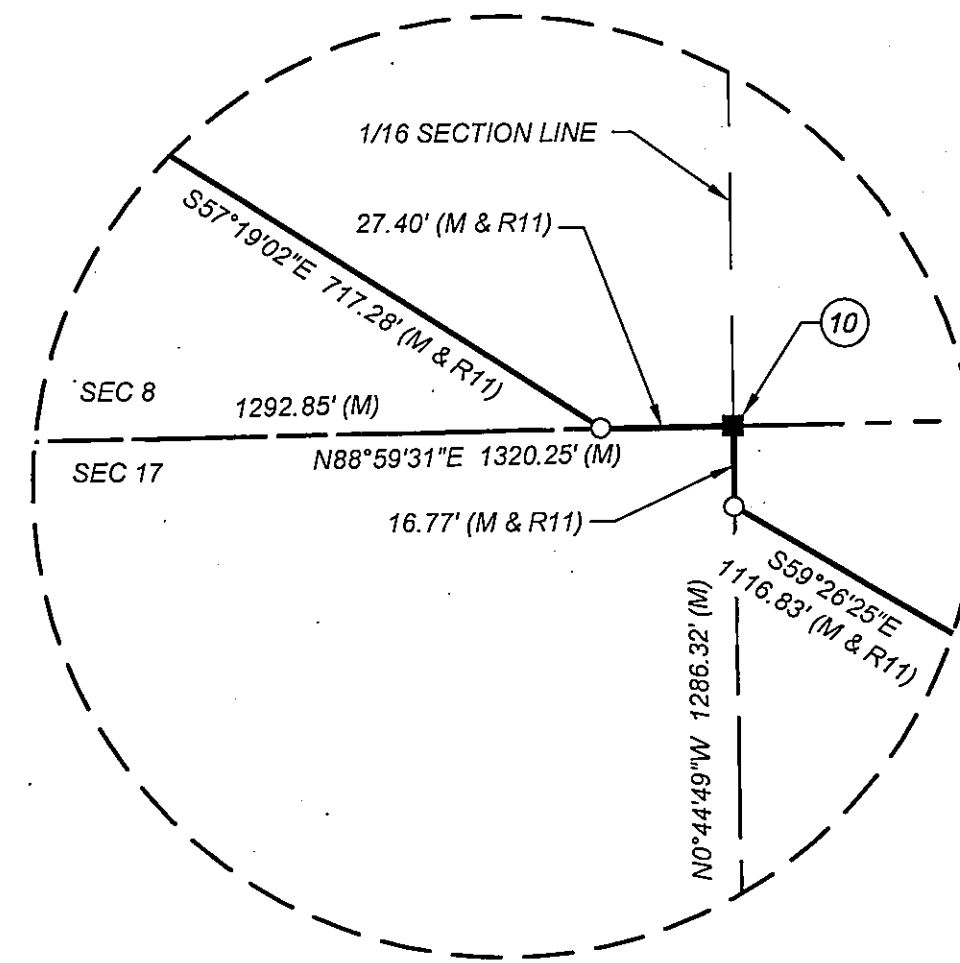 1/16 SECTION LINE
27.40' (M & R11)
10
S57°19'02"E 717.28' (M & R11)
SEC 8
1292.85' (M)
SEC 17
N88°59'31"E 1320.25' (M)
16.77' (M & R11)
S59°26'25"E
1116.83' (M & R11)
N0°44'49"W 1286.32' (M)